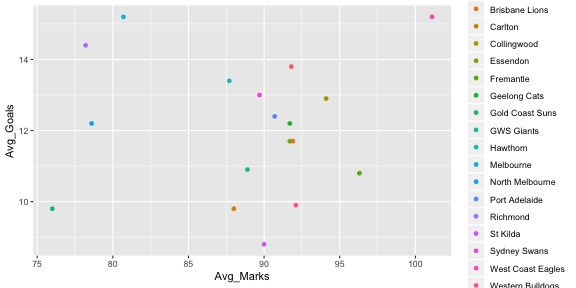 Brisbane Lions
Carlton
Collingwood
Essendon
Fremantle
Geelong Cats
Gold Coast Suns
GWS Giants
Hawthorn
Melbourne
North Melbourne
Port Adelaide
Richmond
St Kilda
Sydney Swans
West Coast Eagles
Western Bulldogs
14
12
10
Avg_Goals
75
80
85
90
95
100
Avg_Marks